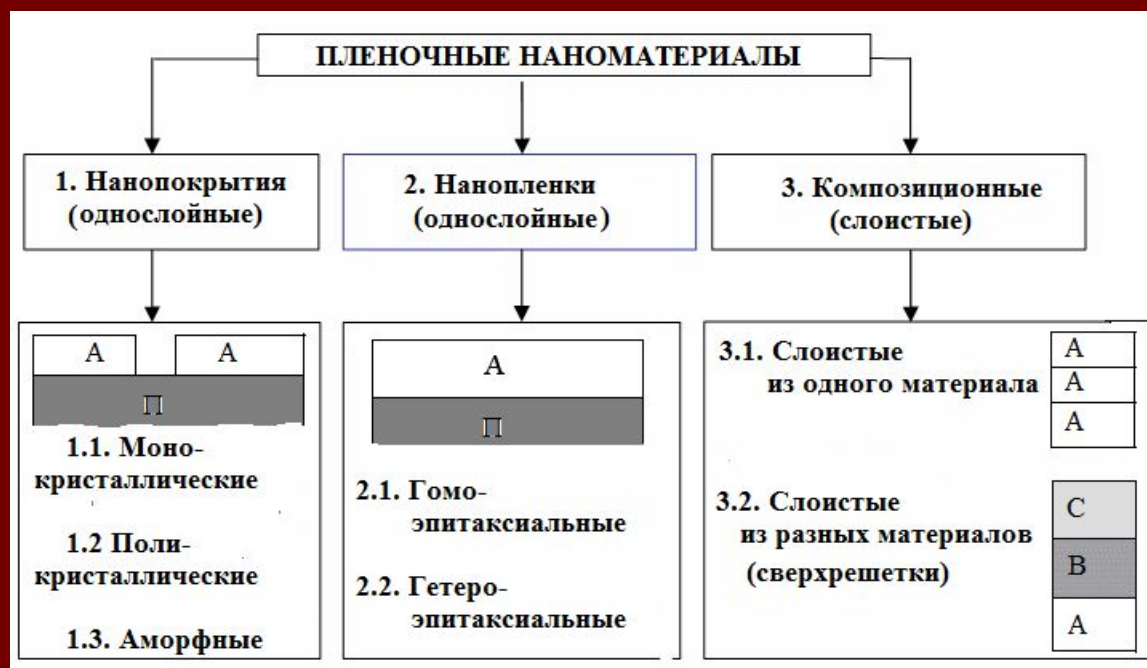 ПЛЕНОЧНЫЕ НАНОМАТЕРИАЛЫ
1. Нанопокрытия
(однослойные)
2. Нанопленки
(однослойные)
3. Композиционные
(слоистые)
А А
П
1.1. Моно-
кристаллические
1.2 Поли-
кристаллические
1.3. Аморфные
А
П
2.1. Гомо-
эпитаксиальные
2.2. Гетеро-
эпитаксиальные
3.1. Слоистые
из одного материала
А
А
А
3.2. Слоистые
из разных материалов
(сверхрешетки)
С
В
А